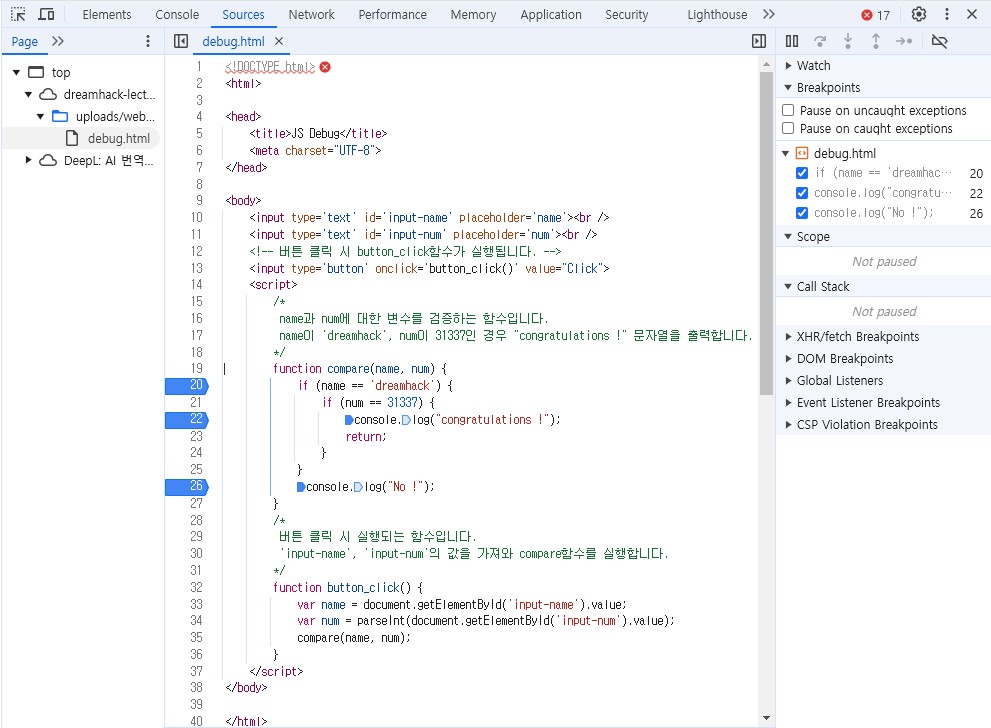 Elements Console Sources Network Performance Memory Application Security Lighthouse 17
Page
debug.html
top
dreamhack-lect...
uploads/web...
debug.html
DeepL: AI 번역...
1 <!DOCTYPE html>
2 <html>
3
4 <head>
5 <title>JS Debug</title>
6 <meta charset="UTF-8">
7 </head>
8
9 <body>
10 <input type='text' id='input-name' placeholder='name'><br />
11 <input type='text' id='input-num' placeholder='num'><br />
12 <!-- 버튼 클릭 시 button_click함수가 실행됩니다. -->
13 <input type='button' onclick='button_click()' value="Click">
14 <script>
15 /*
16 name과 num에 대한 변수를 검증하는 함수입니다.
17 name이 'dreamhack', num이 31337인 경우 "congratulations !" 문자열을 출력합니다.
18 */
19 function compare(name, num) {
20 if (name == 'dreamhack') {
21 if (num == 31337) {
22 console.log("congratulations !");
23 return;
24 }
25 }
26 console.log("No !");
27 }
28 /*
29 버튼 클릭 시 실행되는 함수입니다.
30 'input-name', 'input-num'의 값을 가져와 compare함수를 실행합니다.
31 */
32 function button_click() {
33 var name = document.getElementById('input-name').value;
34 var num = parseInt(document.getElementById('input-num').value);
35 compare(name, num);
36 }
37 </script>
38 </body>
39
40 </html>
Watch
Breakpoints
Pause on uncaught exceptions
Pause on caught exceptions
debug.html
if (name == 'dreamhac... 20
console.log("congratu... 22
console.log("No !"); 26
Scope
Not paused
Call Stack
Not paused
XHR/fetch Breakpoints
DOM Breakpoints
Global Listeners
Event Listener Breakpoints
CSP Violation Breakpoints